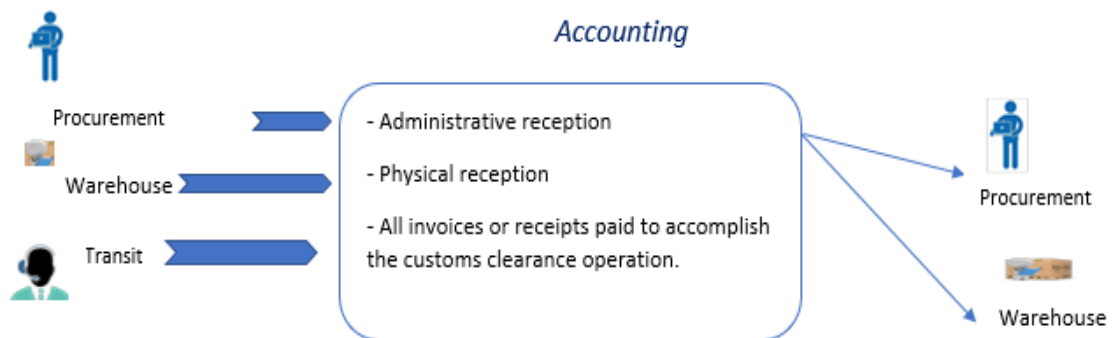 Accounting
Procurement
Warehouse
Transit
- Administrative reception
- Physical reception
- All invoices or receipts paid to accomplish
the customs clearance operation.
Procurement
Warehouse